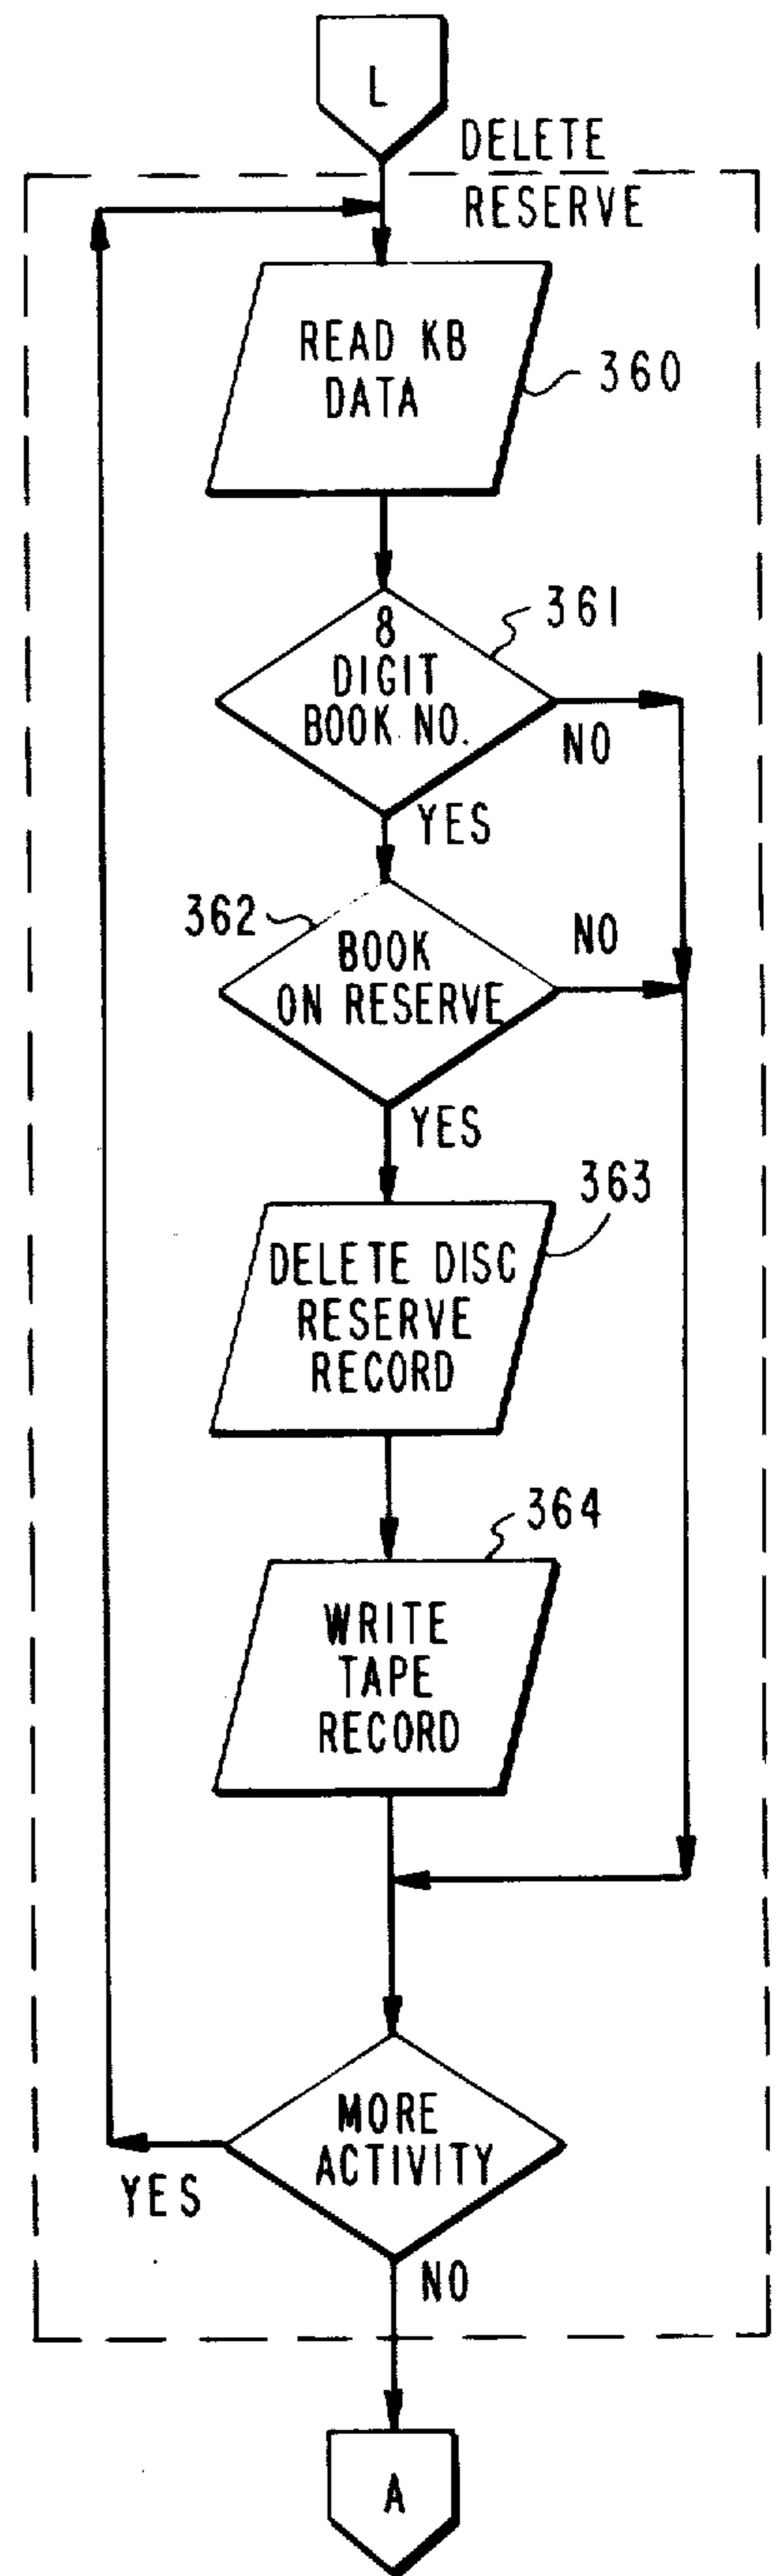 L
DELETE
RESERVE
READ KB
DATA
360
8
DIGIT
BOOK NO.
361
NO
YES
362
BOOK
ON RESERVE
NO
YES
363
DELETE DISC
RESERVE
RECORD
364
WRITE
TAPE
RECORD
MORE
ACTIVITY
YES
NO
A